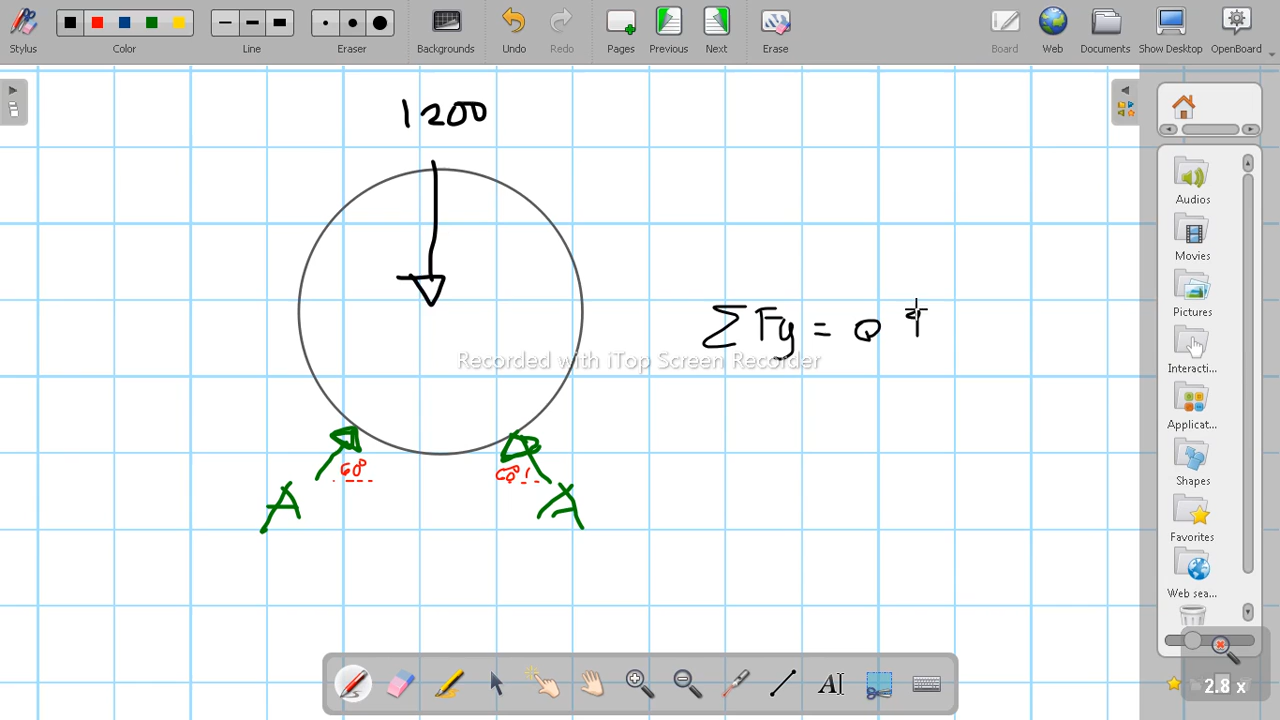 Stylus
Color
Line
Eraser
Backgrounds
Undo
Redo
Pages
Previous
Next
Erase
Board
Web
Documents
Show Desktop
OpenBoard
1200
Audios
Movies
Pictures
Interacti...
Applicat...
Shapes
Favorites
Web sea...
∑ Fy = 0
Recorded with iTop Screen Recorder
60°
60°
A
A
2.8 x